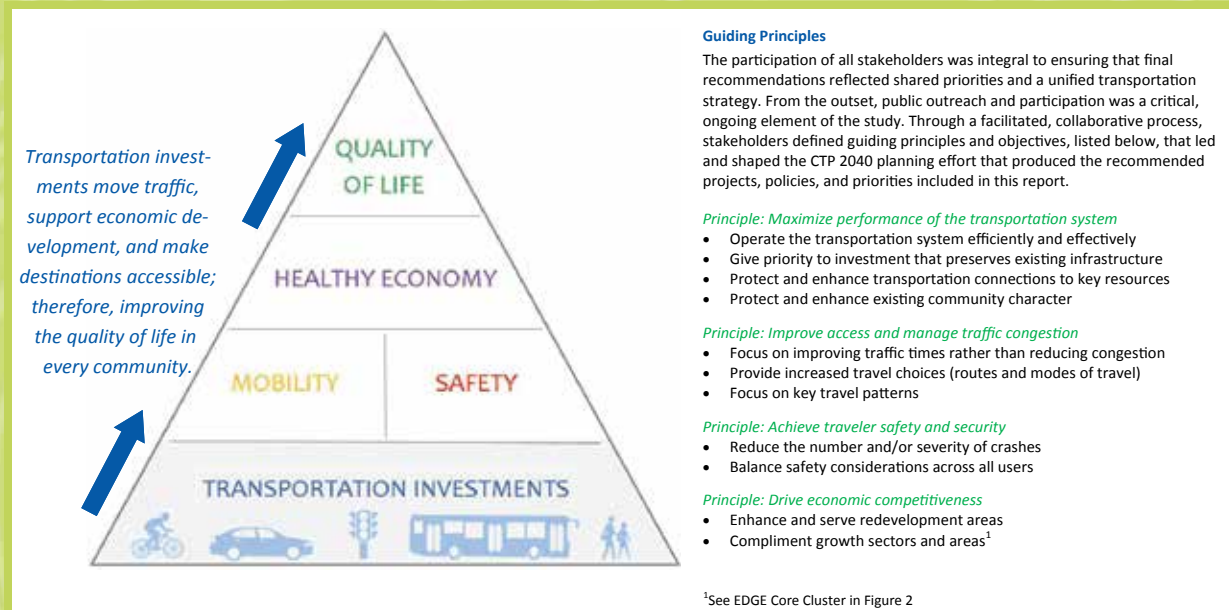 Transportation invest-
ments move traffic,
support economic de-
velopment, and make
destinations accessible;
therefore, improving
the quality of life in
every community.
QUALITY
OF LIFE
HEALTHY ECONOMY
MOBILITY
SAFETY
TRANSPORTATION INVESTMENTS
Guiding Principles
The participation of all stakeholders was integral to ensuring that final
recommendations reflected shared priorities and a unified transportation
strategy. From the outset, public outreach and participation was a critical,
ongoing element of the study. Through a facilitated, collaborative process,
stakeholders defined guiding principles and objectives, listed below, that led
and shaped the CTP 2040 planning effort that produced the recommended
projects, policies, and priorities included in this report.
Principle: Maximize performance of the transportation system
• Operate the transportation system efficiently and effectively
• Give priority to investment that preserves existing infrastructure
• Protect and enhance transportation connections to key resources
• Protect and enhance existing community character
Principle: Improve access and manage traffic congestion
• Focus on improving traffic times rather than reducing congestion
• Provide increased travel choices (routes and modes of travel)
• Focus on key travel patterns
Principle: Achieve traveler safety and security
• Reduce the number and/or severity of crashes
• Balance safety considerations across all users
Principle: Drive economic competitiveness
• Enhance and serve redevelopment areas
• Compliment growth sectors and areas¹
¹See EDGE Core Cluster in Figure 2